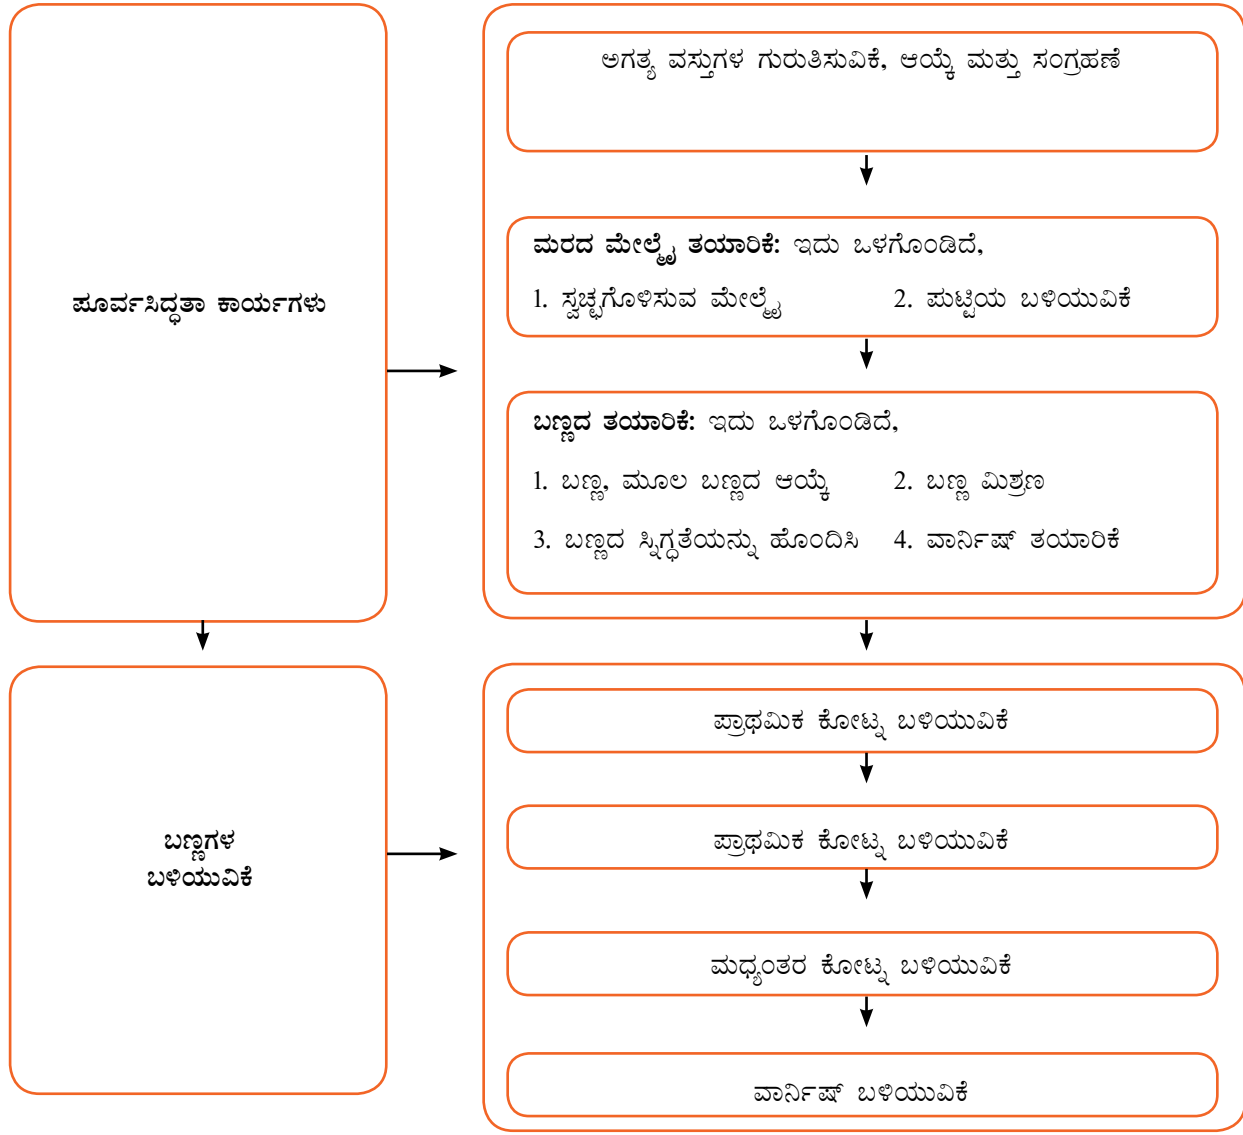 ಪೂರ್ವಸಿದ್ಧತಾ ಕಾರ್ಯಗಳು
ಅಗತ್ಯ ವಸ್ತುಗಳ ಗುರುತಿಸುವಿಕೆ, ಆಯ್ಕೆ ಮತ್ತು ಸಂಗ್ರಹಣೆ
ಮರದ ಮೇಲ್ಮೈ ತಯಾರಿಕೆ: ಇದು ಒಳಗೊಂಡಿದೆ,
1. ಸ್ವಚ್ಛಗೊಳಿಸುವ ಮೇಲ್ಮೈ 2. ಪುಟ್ಟಿಯ ಬಳಿಯುವಿಕೆ
ಬಣ್ಣದ ತಯಾರಿಕೆ: ಇದು ಒಳಗೊಂಡಿದೆ,
1. ಬಣ್ಣ, ಮೂಲ ಬಣ್ಣದ ಆಯ್ಕೆ 2. ಬಣ್ಣ ಮಿಶ್ರಣ
3. ಬಣ್ಣದ ಸ್ನಿಗ್ಧತೆಯನ್ನು ಹೊಂದಿಸಿ 4. ವಾರ್ನಿಷ್ ತಯಾರಿಕೆ
ಬಣ್ಣಗಳ
ಬಳಿಯುವಿಕೆ
ಪ್ರಾಥಮಿಕ ಕೋಟ್ನ ಬಳಿಯುವಿಕೆ
ಪ್ರಾಥಮಿಕ ಕೋಟ್ನ ಬಳಿಯುವಿಕೆ
ಮಧ್ಯಂತರ ಕೋಟ್ನ ಬಳಿಯುವಿಕೆ
ವಾರ್ನಿಷ್ ಬಳಿಯುವಿಕೆ